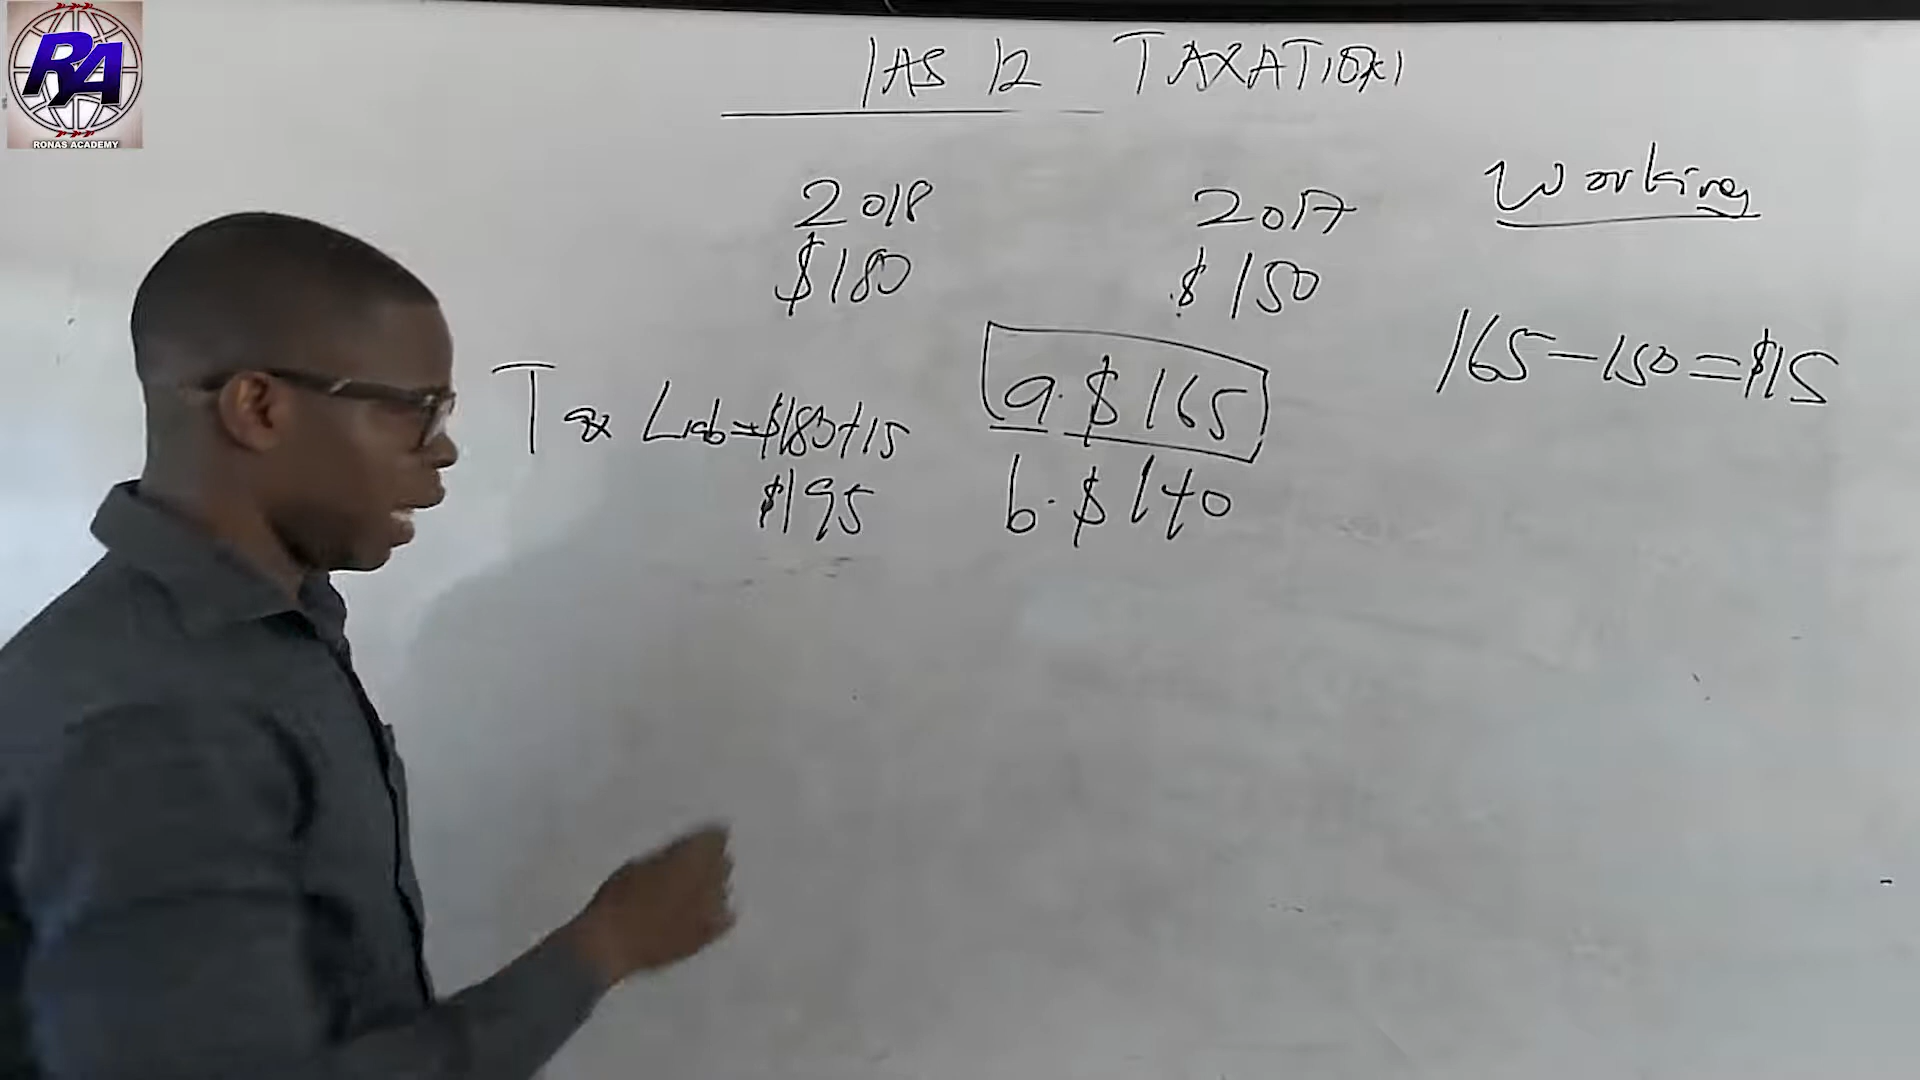 RA
RONAS ACADEMY
IAS 12 TAXATION
2018 2017 Working
$180 $150
165-150=$15
Tax Liab=$180+15 a. $165
$195 b. $140